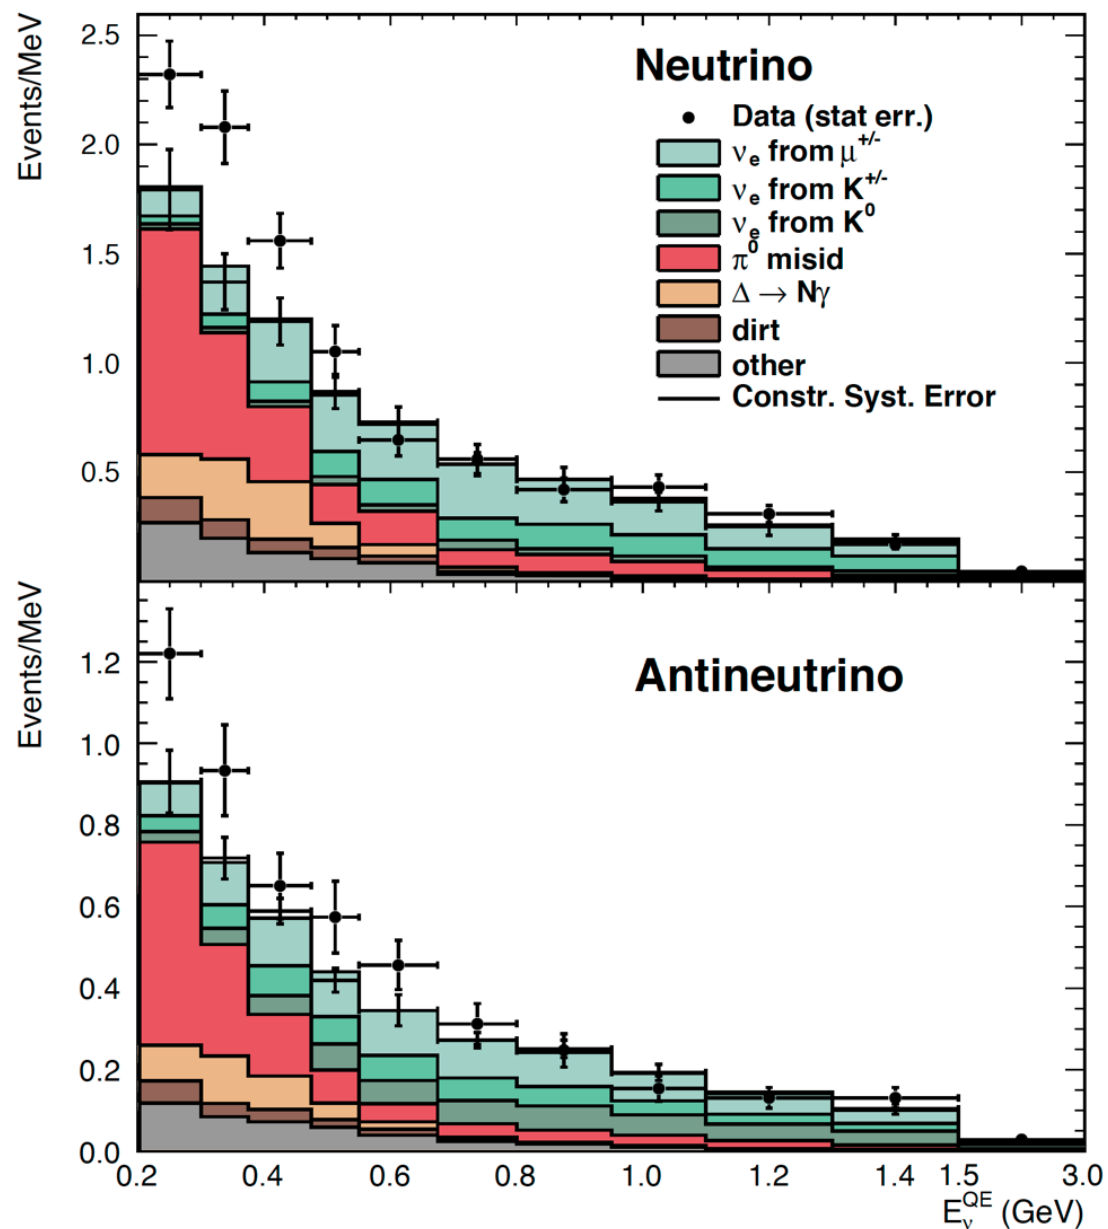 Events/MeV
2.5
2.0
1.5
1.0
0.5
Neutrino
Data (stat err.)
νe from μ+/-
νe from K+/-
νe from K0
π0 misid
Δ → Nγ
dirt
other
Constr. Syst. Error
Events/MeV
1.2
1.0
0.8
0.6
0.4
0.2
0.0
Antineutrino
0.2 0.4 0.6 0.8 1.0 1.2 1.4 1.5 3.0
EνQE (GeV)